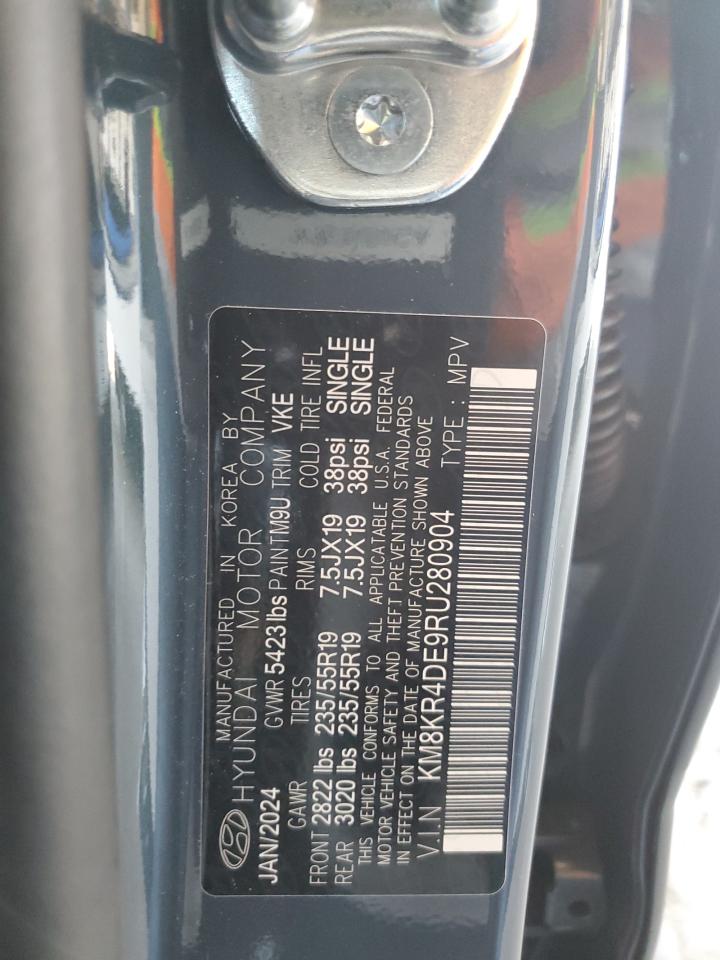 MANUFACTURED IN KOREA BY
HYUNDAI MOTOR COMPANY
JAN/2024 GVWR 5423 lbs PAINT M9U TRIM VKE
GAWR TIRES RIMS COLD TIRE INFL
FRONT 2822 lbs 235/55R19 7.5JX19 38psi SINGLE
REAR 3020 lbs 235/55R19 7.5JX19 38psi SINGLE
THIS VEHICLE CONFORMS TO ALL APPLICATABLE U.S.A. FEDERAL
MOTOR VEHICLE SAFETY AND THEFT PREVENTION STANDARDS
IN EFFECT ON THE DATE OF MANUFACTURE SHOWN ABOVE
V.I.N KM8KR4DE9RU280904 TYPE : MPV